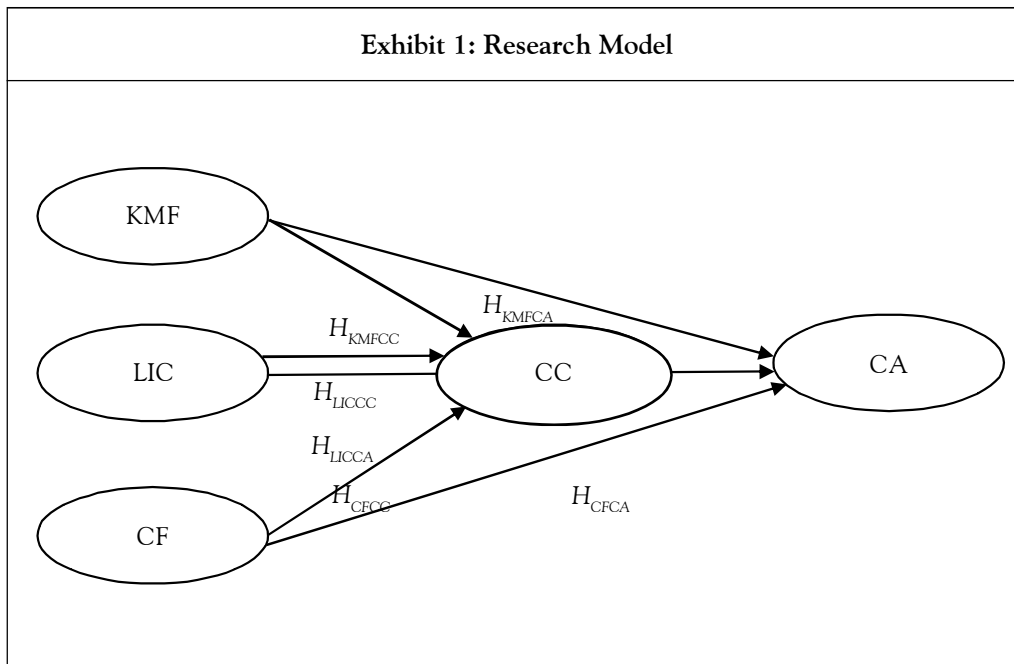 Exhibit 1: Research Model
KMF
H_KMFCA
H_KMFCC
LIC
CC
CA
H_LICCC
H_LICCA
H_CFCC
H_CFCA
CF